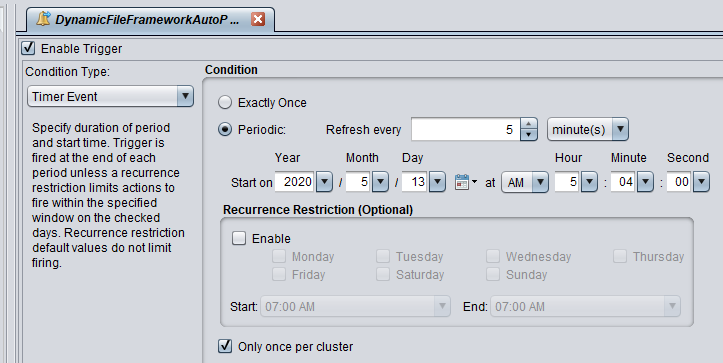 DynamicFileFrameworkAutoP ...
Enable Trigger
Condition Type:
Timer Event
Specify duration of period
and start time. Trigger is
fired at the end of each
period unless a recurrence
restriction limits actions to
fire within the specified
window on the checked
days. Recurrence restriction
default values do not limit
firing.
Condition
Exactly Once
Periodic: Refresh every 5 minute(s)
Year Month Day Hour Minute Second
Start on 2020 / 5 / 13 at AM 5 : 04 : 00
Recurrence Restriction (Optional)
Enable
Monday Tuesday Wednesday Thursday
Friday Saturday Sunday
Start: 07:00 AM End: 07:00 AM
Only once per cluster